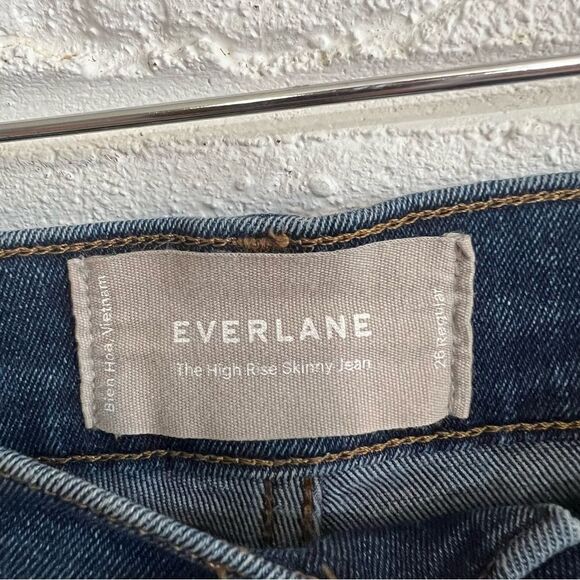 Bien Hoa, Vietnam
EVERLANE
The High Rise Skinny Jean
26 Regular